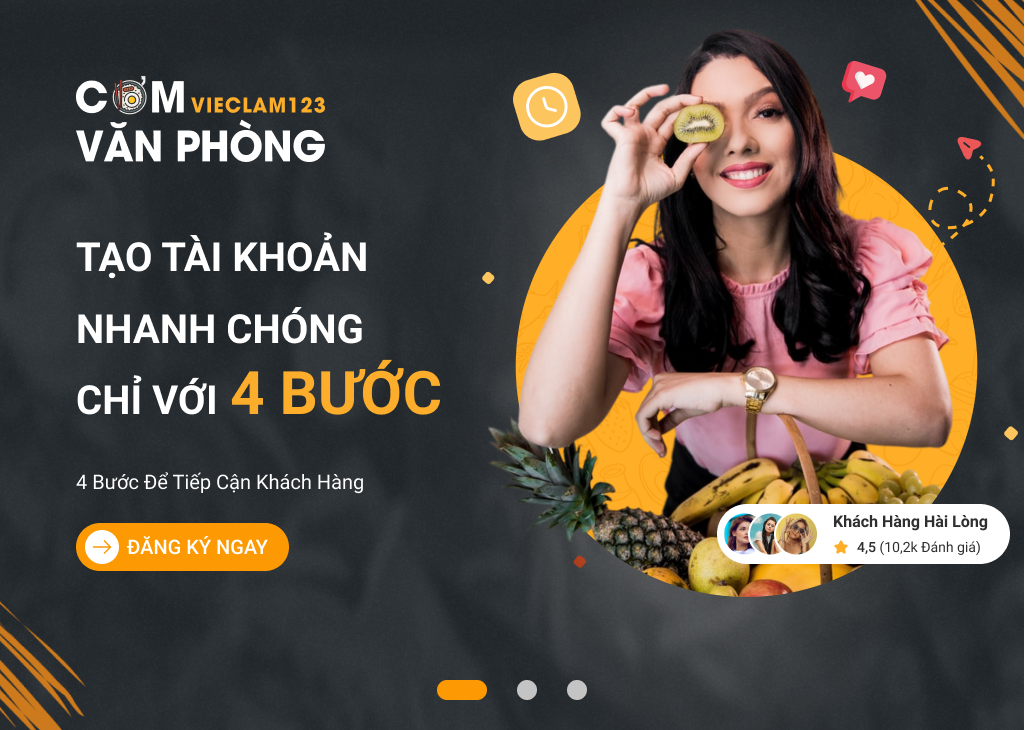 CƠM VIECLAM123
VĂN PHÒNG
TẠO TÀI KHOẢN
NHANH CHÓNG
CHỈ VỚI 4 BƯỚC
4 Bước Để Tiếp Cận Khách Hàng
ĐĂNG KÝ NGAY
Khách Hàng Hài Lòng
4,5 (10,2k Đánh giá)